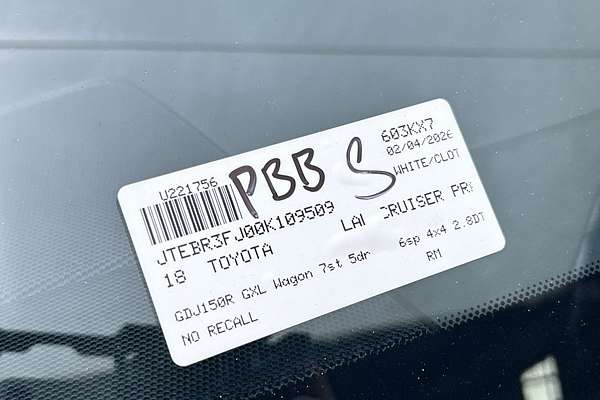 U221756
PBB S
603KX7
02/04/2026
WHITE/CLOT
JTEBR3FJ00K109509
18 TOYOTA LAN CRUISER PR
GDJ150R GXL Wagon 7st 5dr 6sp 4x4 2.8DT
NO RECALL RM